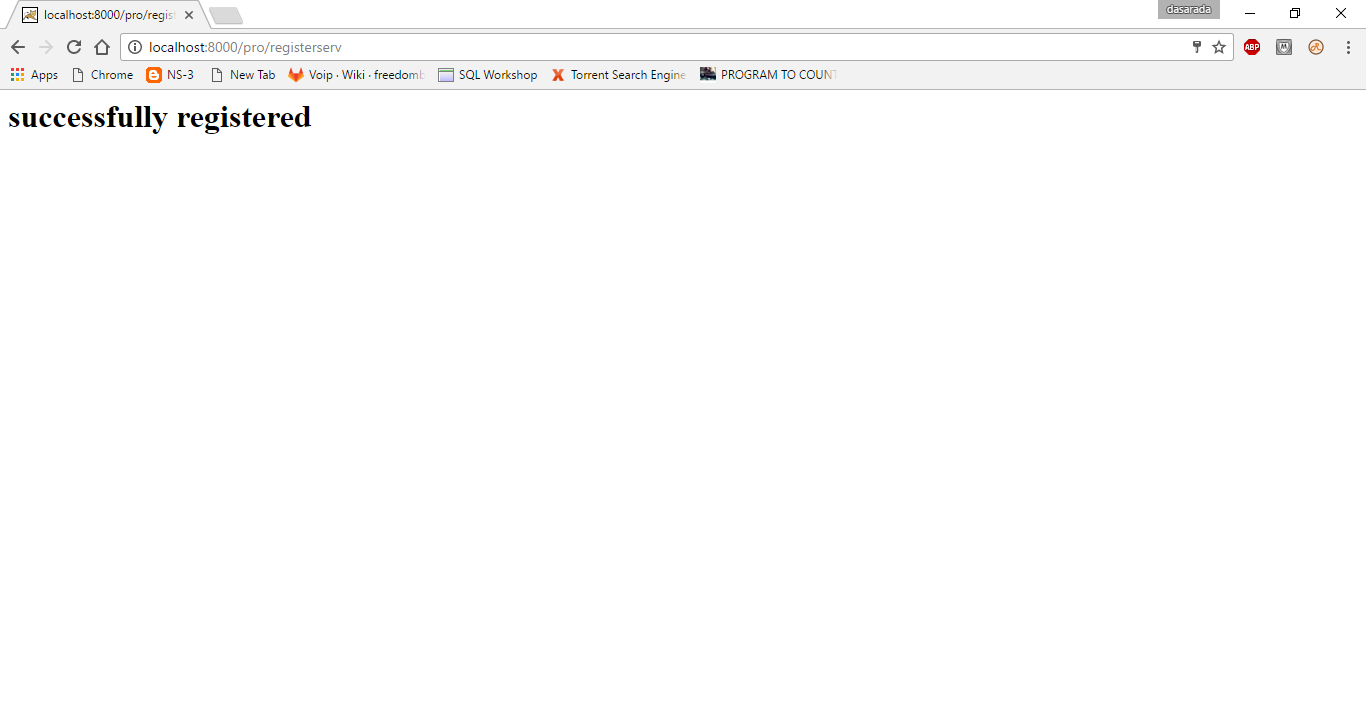 localhost:8000/pro/regist
dasarada
localhost:8000/pro/registerserv
ABP
Apps Chrome NS-3 New Tab Voip · Wiki · freedomb SQL Workshop Torrent Search Engine PROGRAM TO COUNT
successfully registered